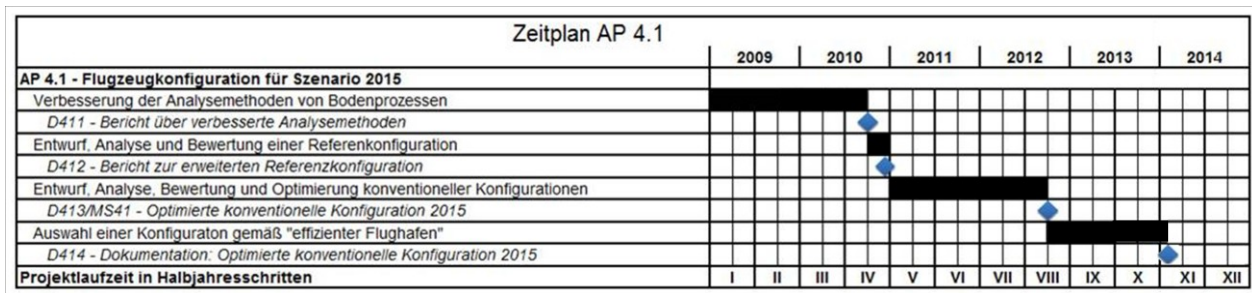 Zeitplan AP 4.1
2009 2010 2011 2012 2013 2014
AP 4.1 - Flugzeugkonfiguration für Szenario 2015
Verbesserung der Analysemethoden von Bodenprozessen
D411 - Bericht über verbesserte Analysemethoden
Entwurf, Analyse und Bewertung einer Referenkonfiguration
D412 - Bericht zur erweiterten Referenzkonfiguration
Entwurf, Analyse, Bewertung und Optimierung konventioneller Konfigurationen
D413/MS41 - Optimierte konventionelle Konfiguration 2015
Auswahl einer Konfiguraton gemäß "effizienter Flughafen"
D414 - Dokumentation: Optimierte konventionelle Konfiguration 2015
Projektlaufzeit in Halbjahresschritten I II III IV V VI VII VIII IX X XI XII